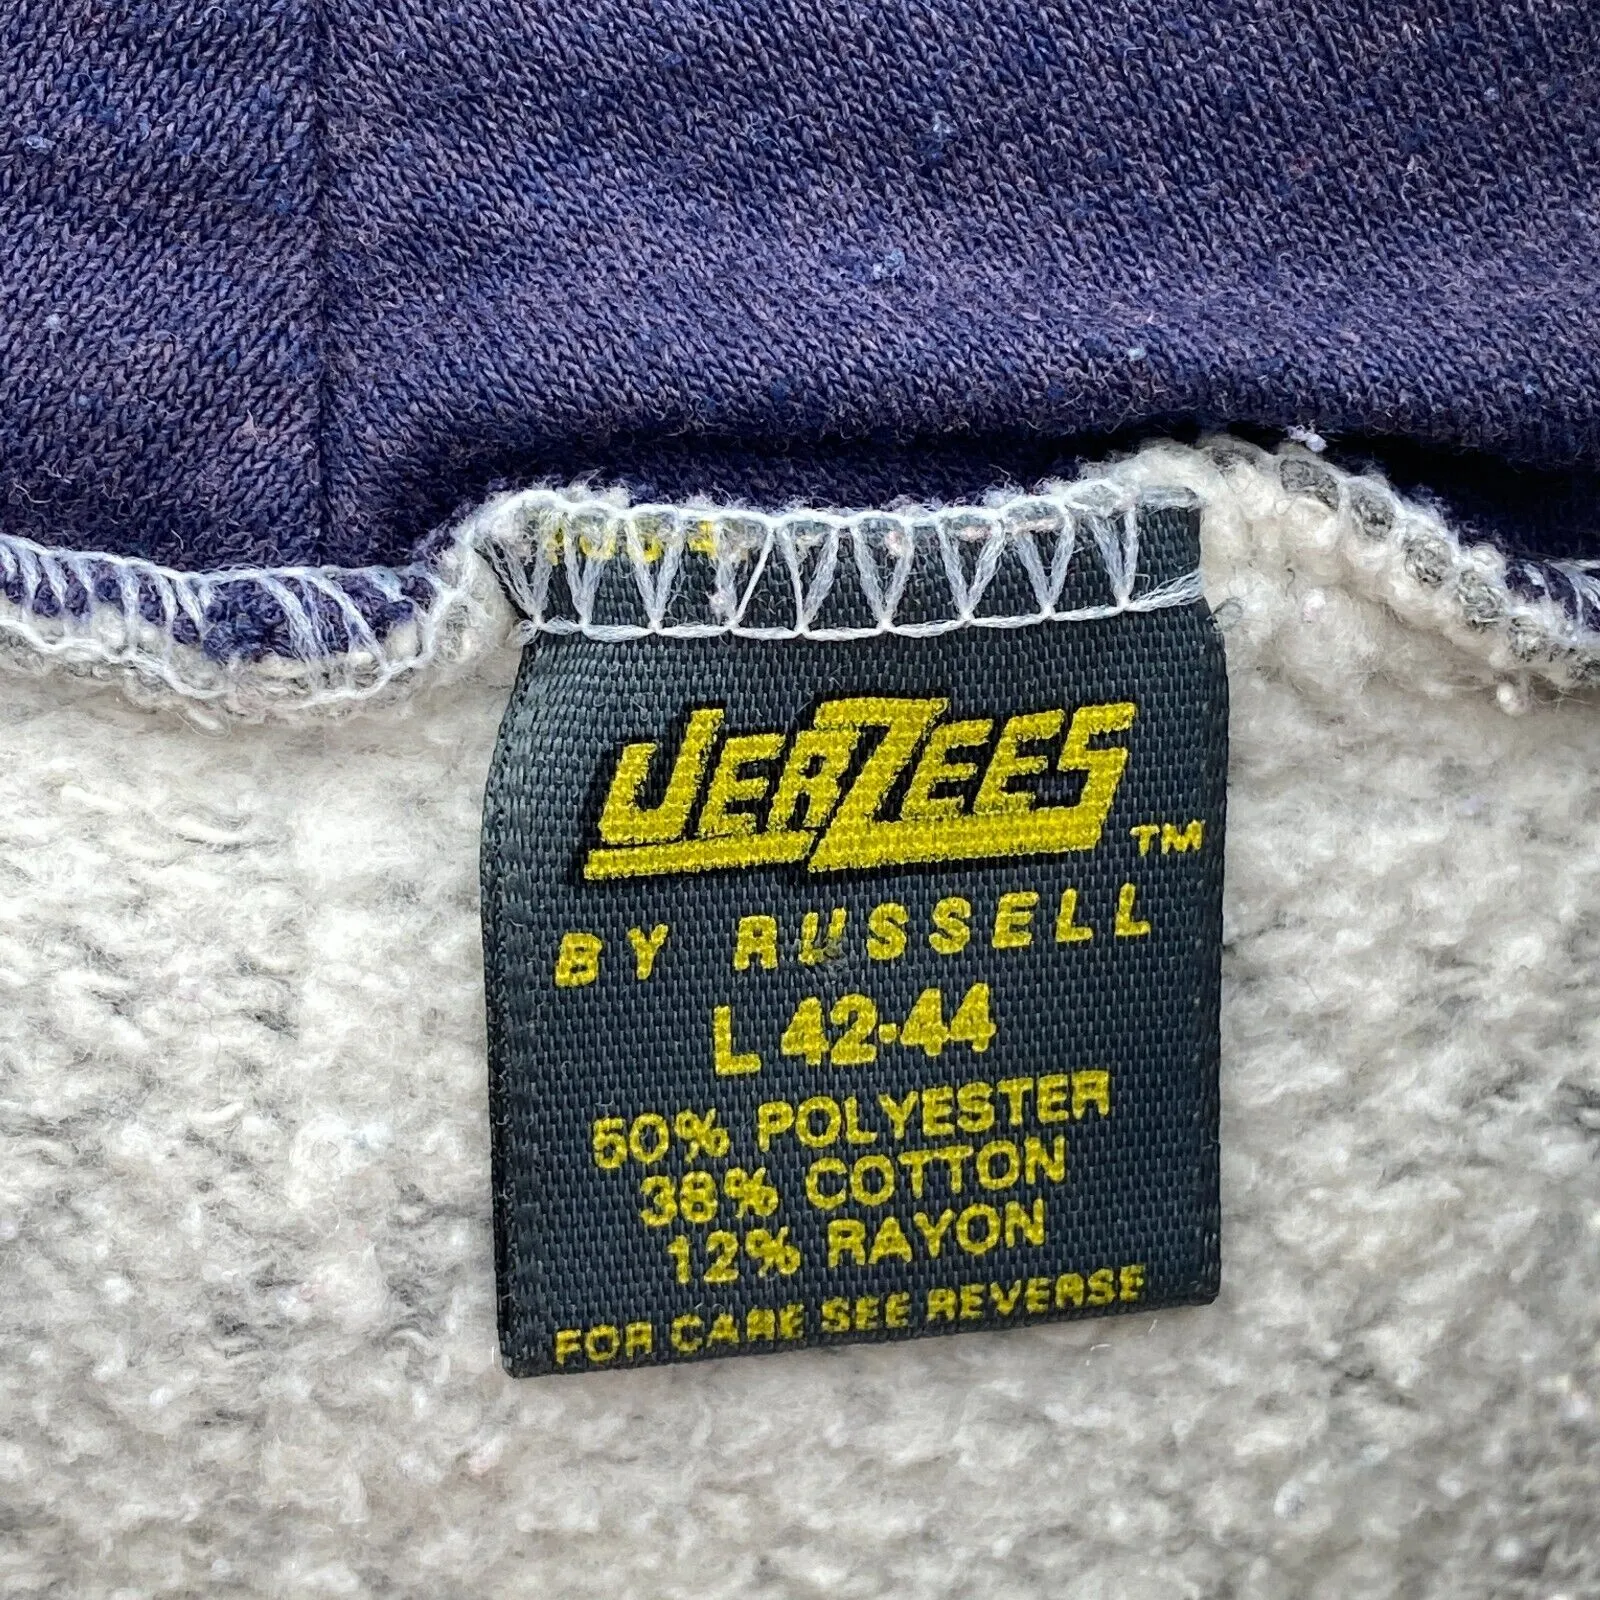 JERZEES TM
BY RUSSELL
L 42-44
50% POLYESTER
38% COTTON
12% RAYON
FOR CARE SEE REVERSE